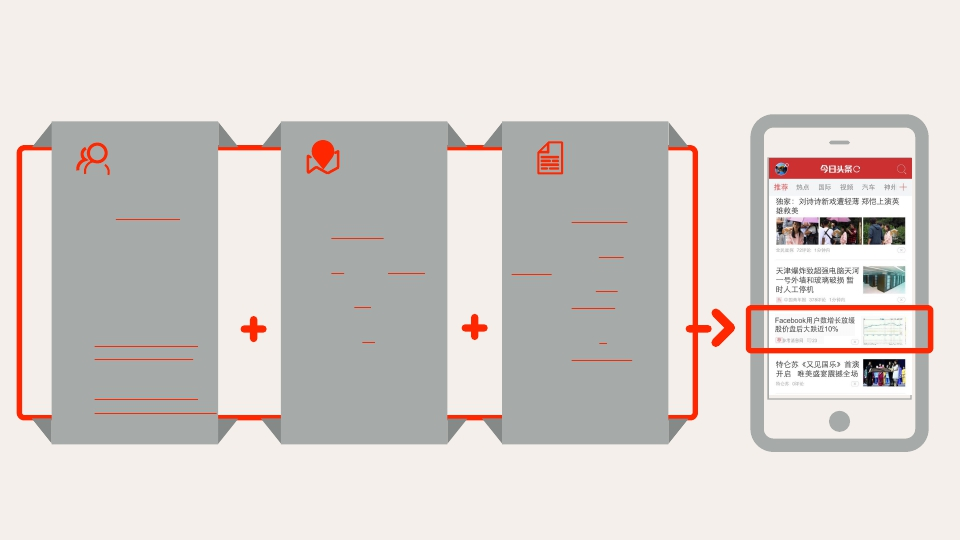 今日头条
推荐 热点 国际 视频 汽车
独家：刘诗诗新戏遭轻薄 郑恺上演英
雄救美
天津爆炸致超强电脑天河
一号外墙和玻璃破损 暂
时人工停机
Facebook用户数增长放缓
股价盘后大跌近10%
特仑苏《又见国乐》首演
开启 唯美盛宴震撼全场